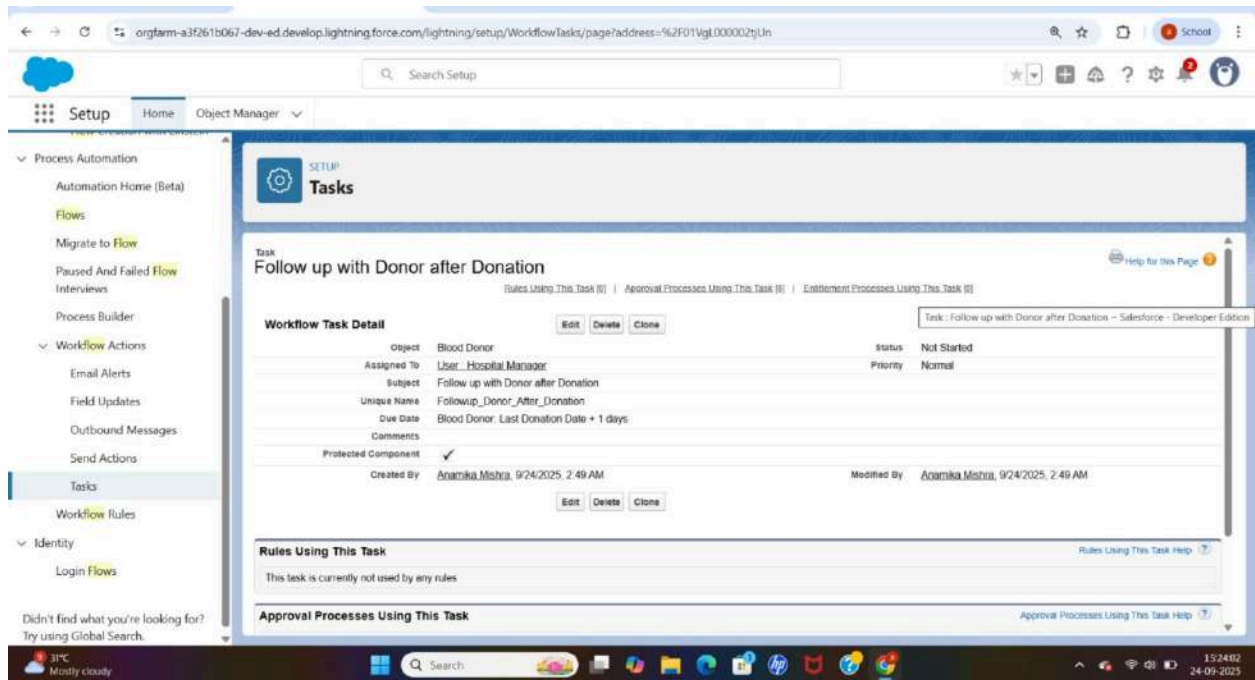 orgfarm-a3f261b067-dev-ed.develop.lightning.force.com/lightning/setup/WorkflowTasks/page?address=%2F01VgL000002tjUn
School
Search Setup
2
Setup Home Object Manager
Flow Creation with Einstein
Process Automation
Automation Home (Beta)
Flows
Migrate to Flow
Paused And Failed Flow
Interviews
Process Builder
Workflow Actions
Email Alerts
Field Updates
Outbound Messages
Send Actions
Tasks
Workflow Rules
Identity
Login Flows
Didn't find what you're looking for?
Try using Global Search.
SETUP
Tasks
Task
Follow up with Donor after Donation
Help for this Page
Rules Using This Task [0] | Approval Processes Using This Task [0] | Entitlement Processes Using This Task [0]
Task : Follow up with Donor after Donation ~ Salesforce - Developer Edition
Workflow Task Detail Edit Delete Clone
Object Blood Donor Status Not Started
Assigned To User : Hospital Manager Priority Normal
Subject Follow up with Donor after Donation
Unique Name Followup_Donor_After_Donation
Due Date Blood Donor: Last Donation Date + 1 days
Comments
Protected Component ✓
Created By Anamika Mishra, 9/24/2025, 2:49 AM Modified By Anamika Mishra, 9/24/2025, 2:49 AM
Edit Delete Clone
Rules Using This Task Rules Using This Task Help ?
This task is currently not used by any rules
Approval Processes Using This Task Approval Processes Using This Task Help ?
31°C
Mostly cloudy
Search
15:24:02
24-09-2025